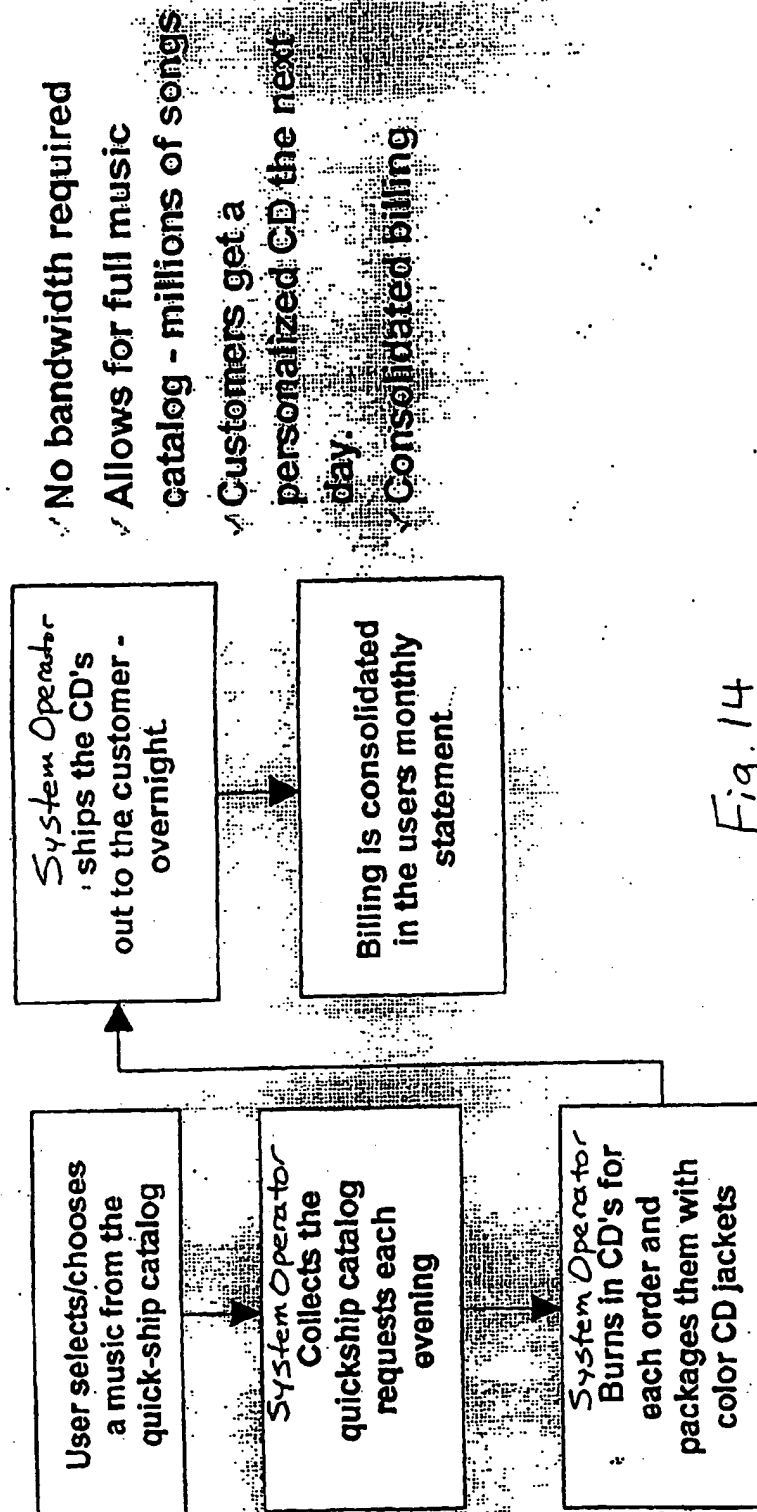 User selects/chooses
a music from the
quick-ship catalog
System Operator
Collects the
quickship catalog
requests each
evening
System Operator
Burns in CD's for
each order and
packages them with
color CD jackets
System Operator
ships the CD's
out to the customer -
overnight
Billing is consolidated
in the users monthly
statement
✓ No bandwidth required
✓ Allows for full music
catalog - millions of songs
✓ Customers get a
personalized CD the next
day.
✓ Consolidated billing
Fig. 14